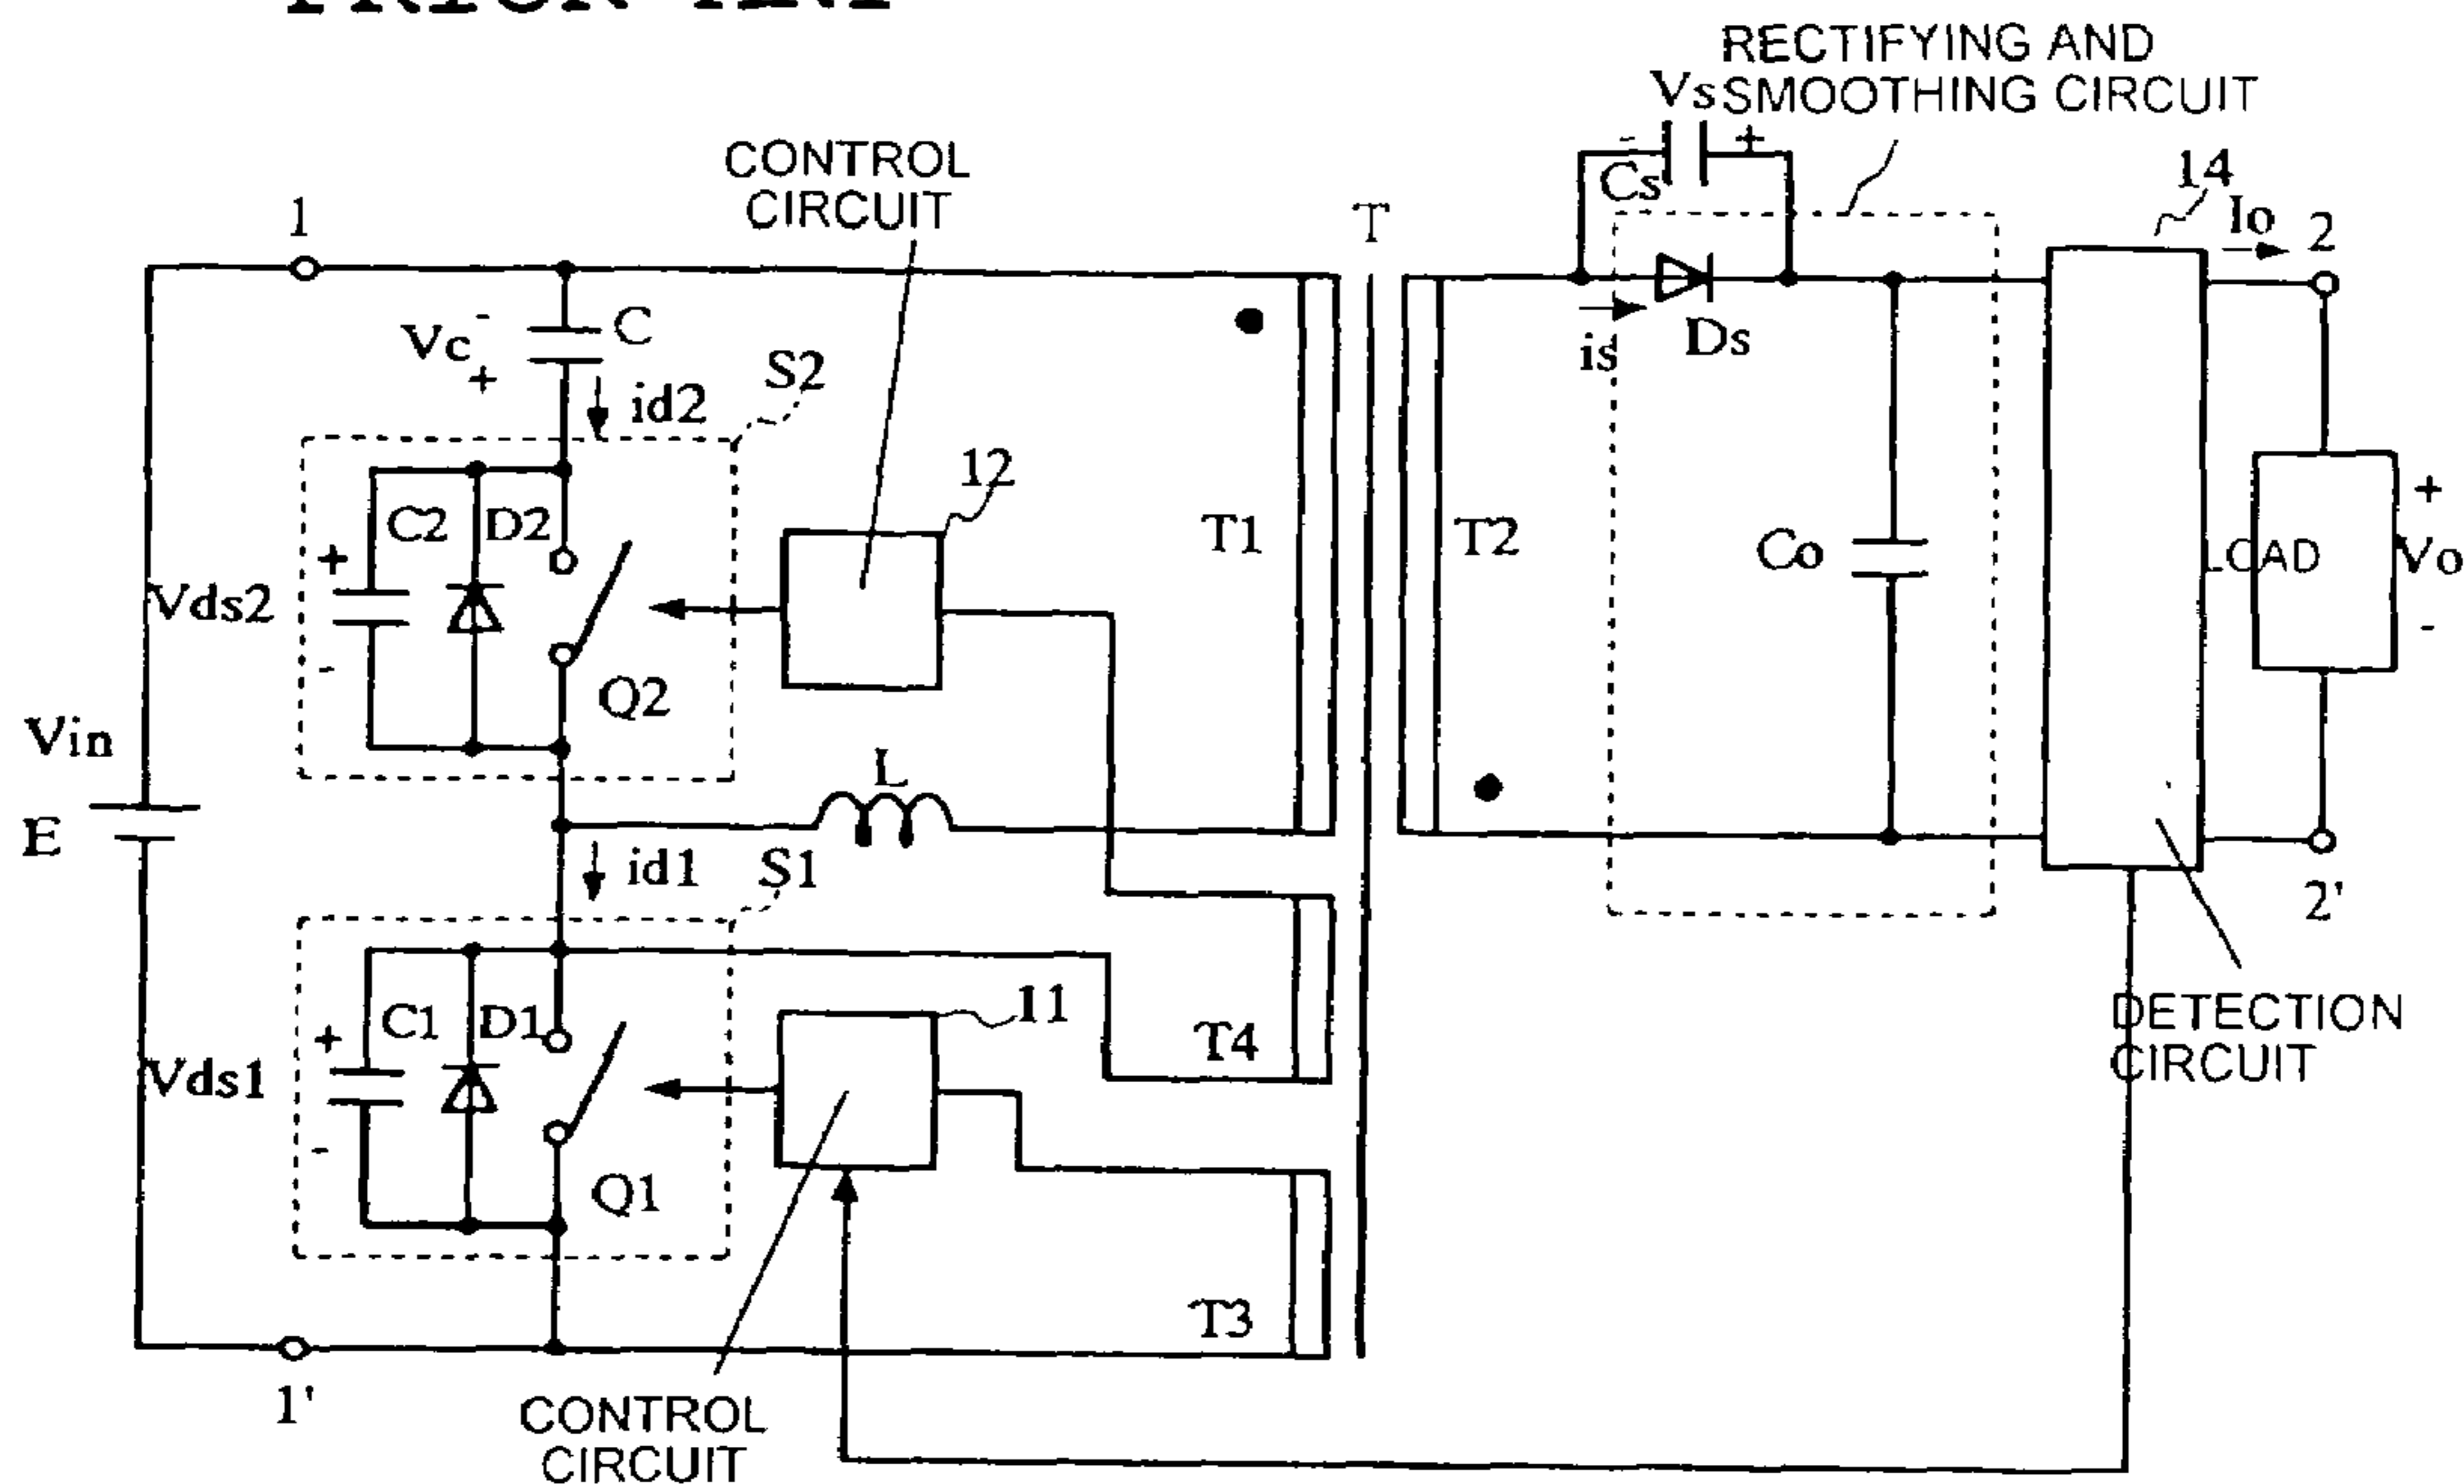 RECTIFYING AND
SMOOTHING CIRCUIT
Vs
- +
Cs
CONTROL
CIRCUIT
14
T
Io
2
1
-
Vc
C
+
S2
id2
is
Ds
12
C2
D2
T1
T2
Co
+
Vds2
-
LOAD
+
Vo
-
Q2
Vin
L
E
id1
S1
2'
11
C1
D1
+
Vds1
-
T4
DETECTION
CIRCUIT
Q1
T3
1'
CONTROL
CIRCUIT